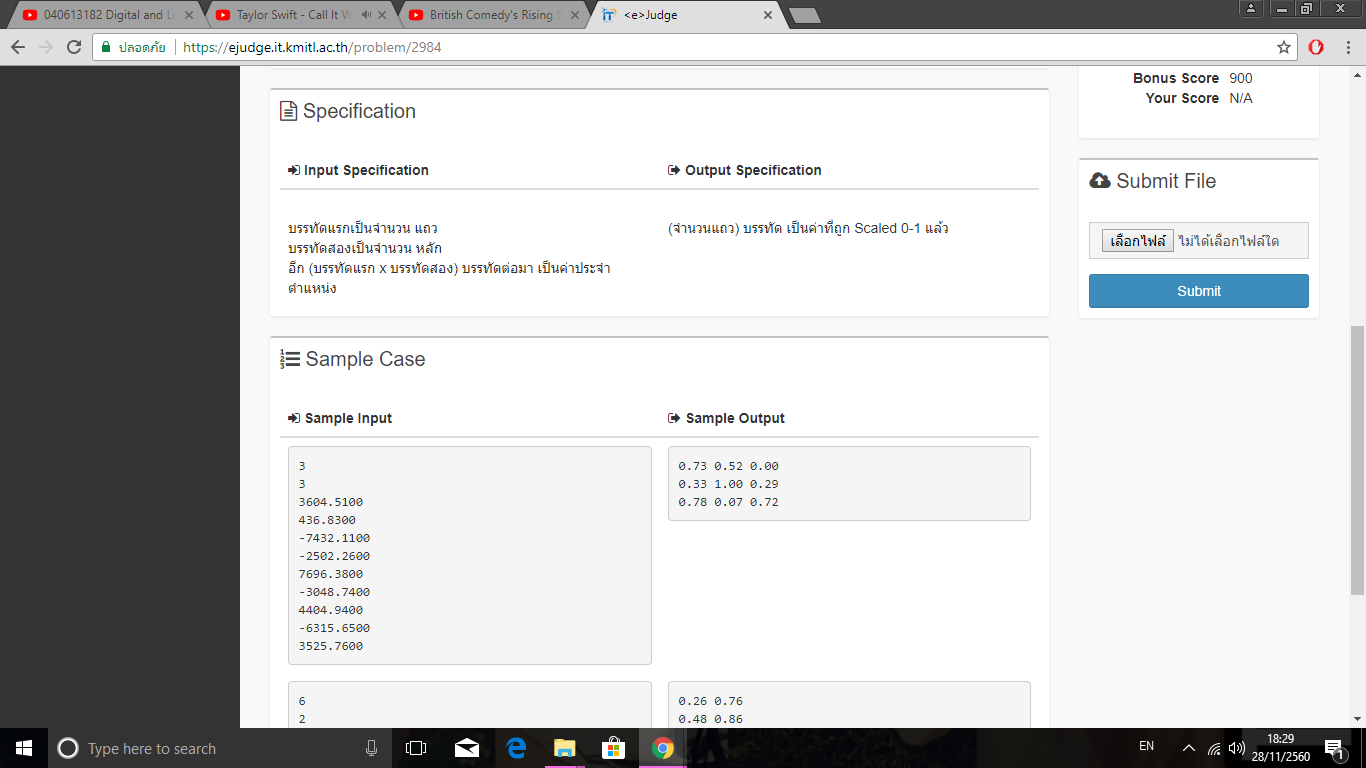 040613182 Digital and Lo
Taylor Swift - Call It W
British Comedy's Rising S
<e>Judge
ปลอดภัย
https://ejudge.it.kmitl.ac.th/problem/2984
Bonus Score 900
Your Score N/A
Specification
Input Specification
Output Specification
บรรทัดแรกเป็นจำนวน แถว
บรรทัดสองเป็นจำนวน หลัก
อีก (บรรทัดแรก x บรรทัดสอง) บรรทัดต่อมา เป็นค่าประจำ
ตำแหน่ง
(จำนวนแถว) บรรทัด เป็นค่าที่ถูก Scaled 0-1 แล้ว
Submit File
เลือกไฟล์ ไม่ได้เลือกไฟล์ใด
Submit
Sample Case
Sample Input
Sample Output
3
3
3604.5100
436.8300
-7432.1100
-2502.2600
7696.3800
-3048.7400
4404.9400
-6315.6500
3525.7600
0.73 0.52 0.00
0.33 1.00 0.29
0.78 0.07 0.72
6
2
0.26 0.76
0.48 0.86
Type here to search
EN
18:29
28/11/2560
1